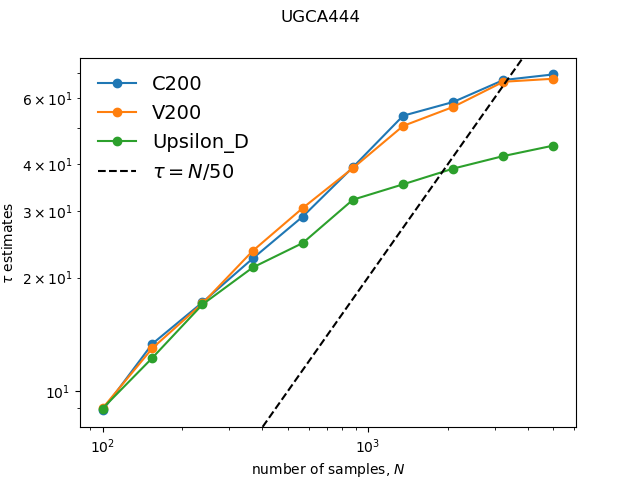 UGCA444
C200
V200
Upsilon_D
τ = N/50
τ estimates
6 × 10¹
4 × 10¹
3 × 10¹
2 × 10¹
10¹
10² 10³
number of samples, N